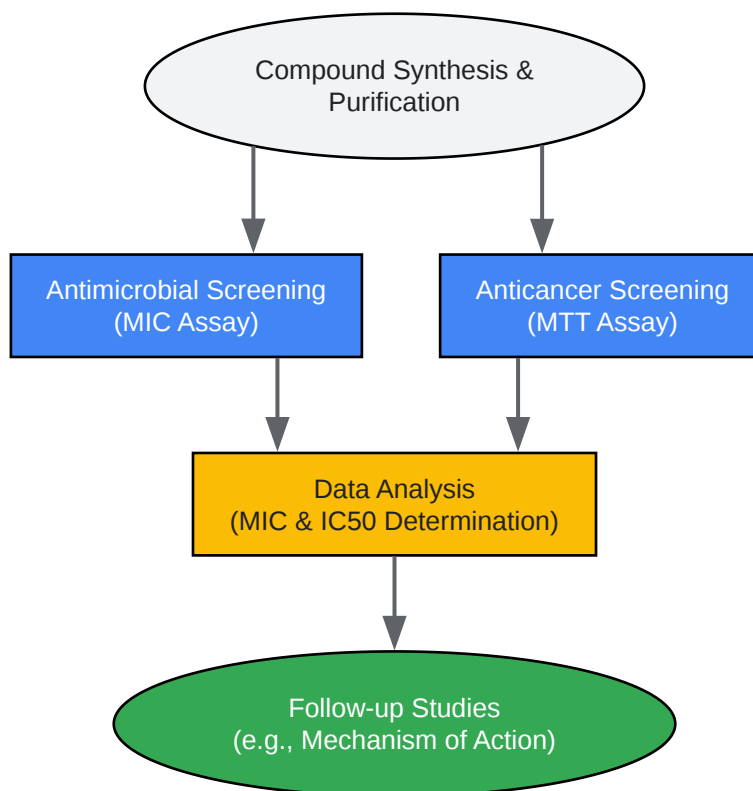 Compound Synthesis &
Purification
Antimicrobial Screening
(MIC Assay)
Anticancer Screening
(MTT Assay)
Data Analysis
(MIC & IC50 Determination)
Follow-up Studies
(e.g., Mechanism of Action)